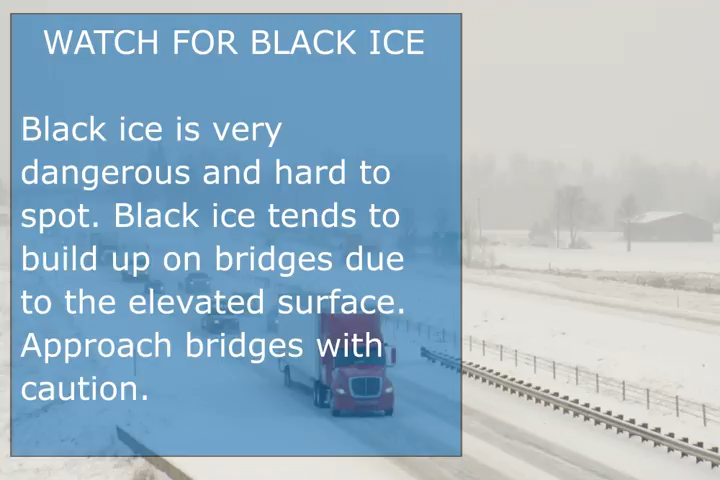 WATCH FOR BLACK ICE
Black ice is very
dangerous and hard to
spot. Black ice tends to
build up on bridges due
to the elevated surface.
Approach bridges with
caution.